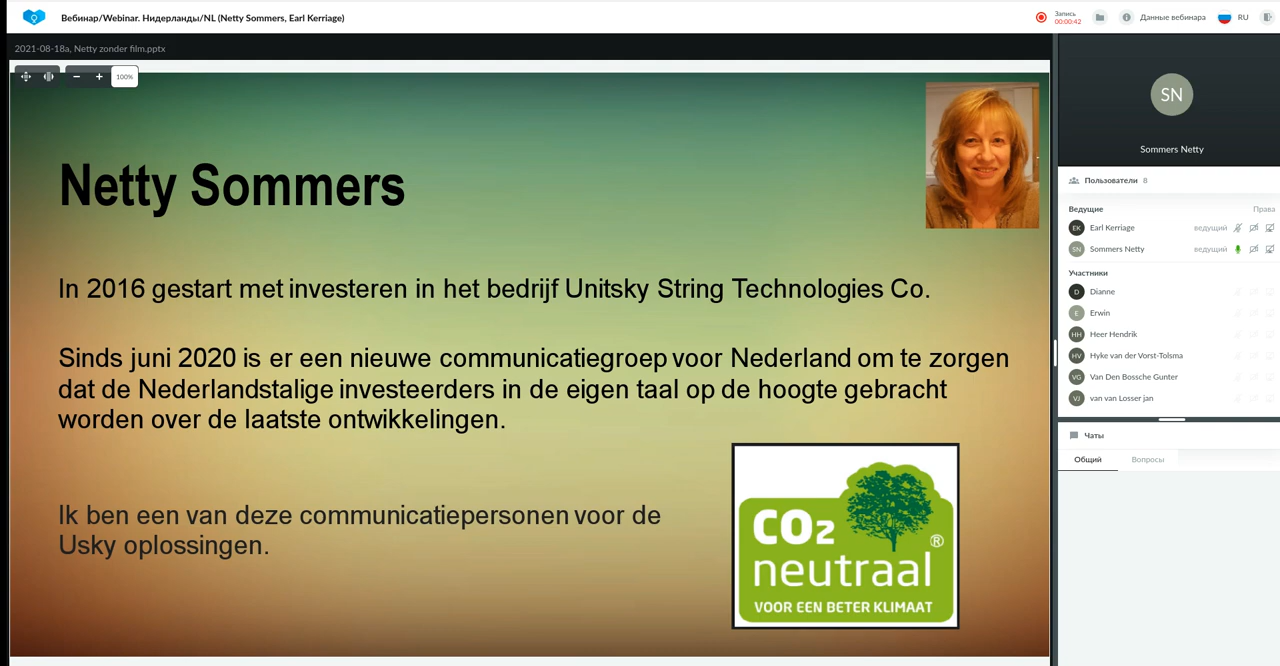 Вебинар/Webinar. Нидерланды/NL (Netty Sommers, Earl Kerriage)
Запись
00:00:42
Данные вебинара
RU
2021-08-18a, Netty zonder film.pptx
100%
Netty Sommers
In 2016 gestart met investeren in het bedrijf Unitsky String Technologies Co.
Sinds juni 2020 is er een nieuwe communicatiegroep voor Nederland om te zorgen
dat de Nederlandstalige investeerders in de eigen taal op de hoogte gebracht
worden over de laatste ontwikkelingen.
Ik ben een van deze communicatiepersonen voor de
Usky oplossingen.
CO2
neutraal®
VOOR EEN BETER KLIMAAT
SN
Sommers Netty
Пользователи 8
Ведущие Права
EK Earl Kerriage ведущий
SN Sommers Netty ведущий
Участники
D Dianne
E Erwin
HH Heer Hendrik
HV Hyke van der Vorst-Tolsma
VG Van Den Bossche Gunter
VJ van van Losser jan
Чаты
Общий Вопросы